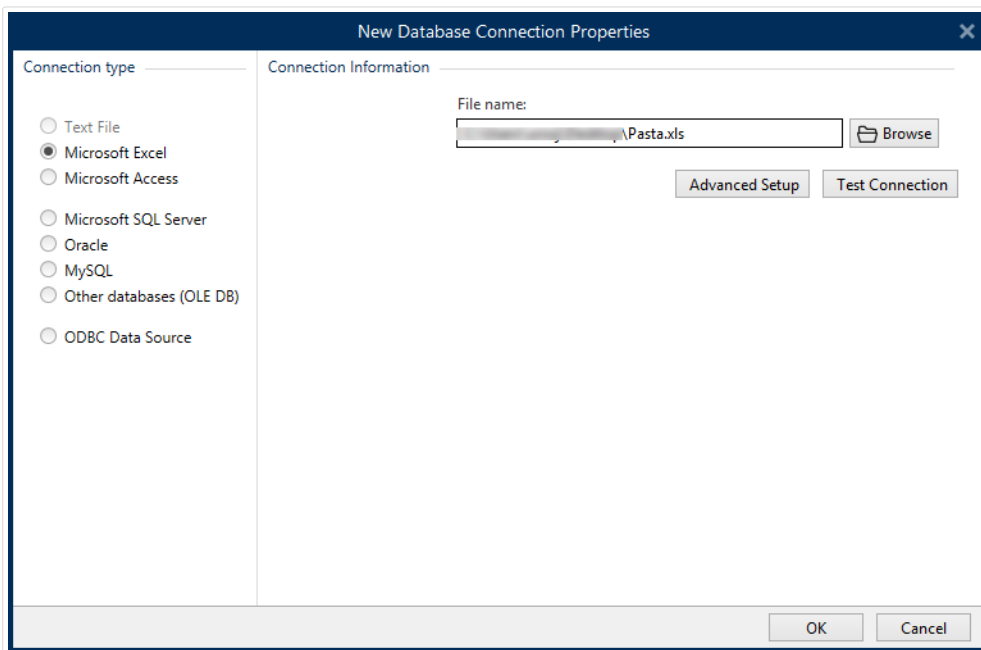 New Database Connection Properties
Connection type
Text File
Microsoft Excel
Microsoft Access
Microsoft SQL Server
Oracle
MySQL
Other databases (OLE DB)
ODBC Data Source
Connection Information
File name:
\Pasta.xls
Browse
Advanced Setup
Test Connection
OK
Cancel